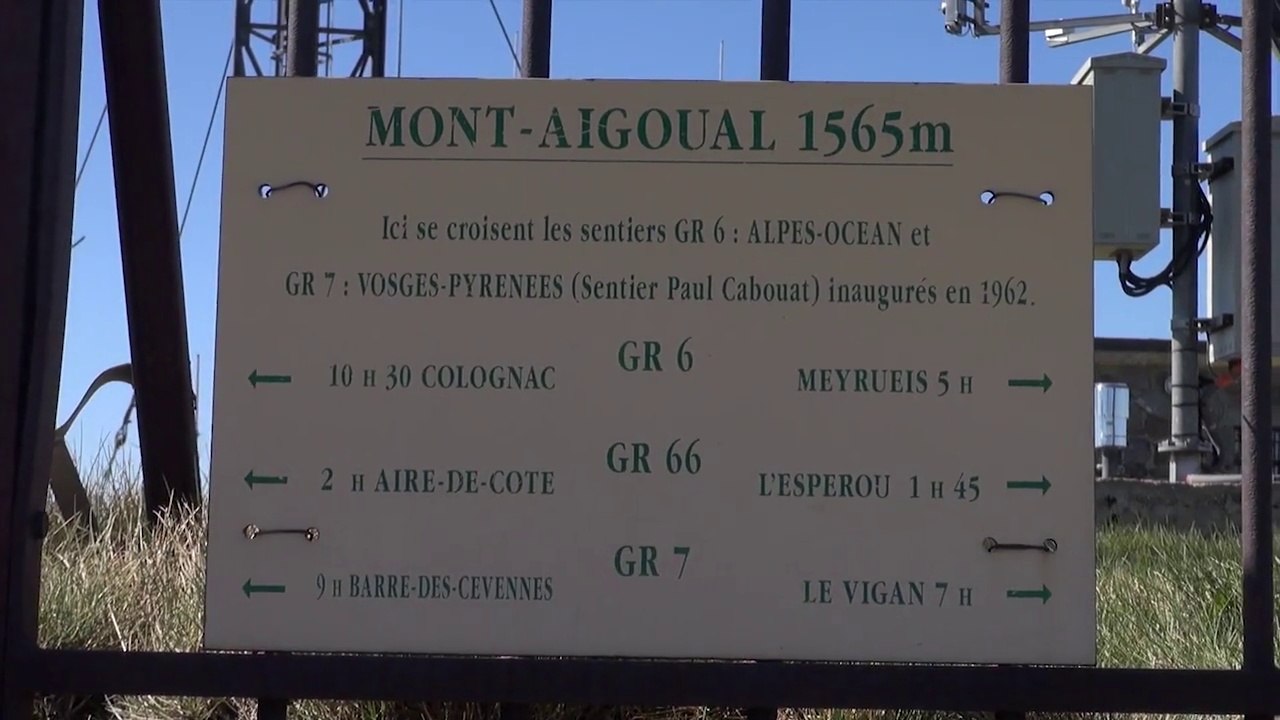 MONT-AIGOUAL 1565m
Ici se croisent les sentiers GR 6 : ALPES-OCEAN et
GR 7 : VOSGES-PYRENEES (Sentier Paul Cabouat) inaugurés en 1962.
GR 6
← 10 H 30 COLOGNAC MEYRUEIS 5 H →
GR 66
← 2 H AIRE-DE-COTE L'ESPEROU 1 H 45 →
GR 7
← 9 H BARRE-DES-CEVENNES LE VIGAN 7 H →